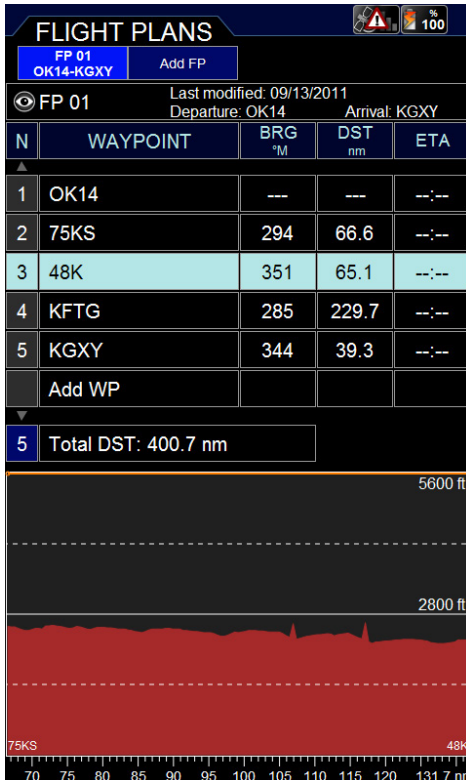 FLIGHT PLANS
%
100
FP 01
OK14-KGXY
Add FP
FP 01
Last modified: 09/13/2011
Departure: OK14 Arrival: KGXY
N WAYPOINT BRG °M DST nm ETA
1 OK14 --- --- --:--
2 75KS 294 66.6 --:--
3 48K 351 65.1 --:--
4 KFTG 285 229.7 --:--
5 KGXY 344 39.3 --:--
Add WP
5 Total DST: 400.7 nm
5600 ft
2800 ft
75KS 48K
70 75 80 85 90 95 100 105 110 115 120 131.7 nm